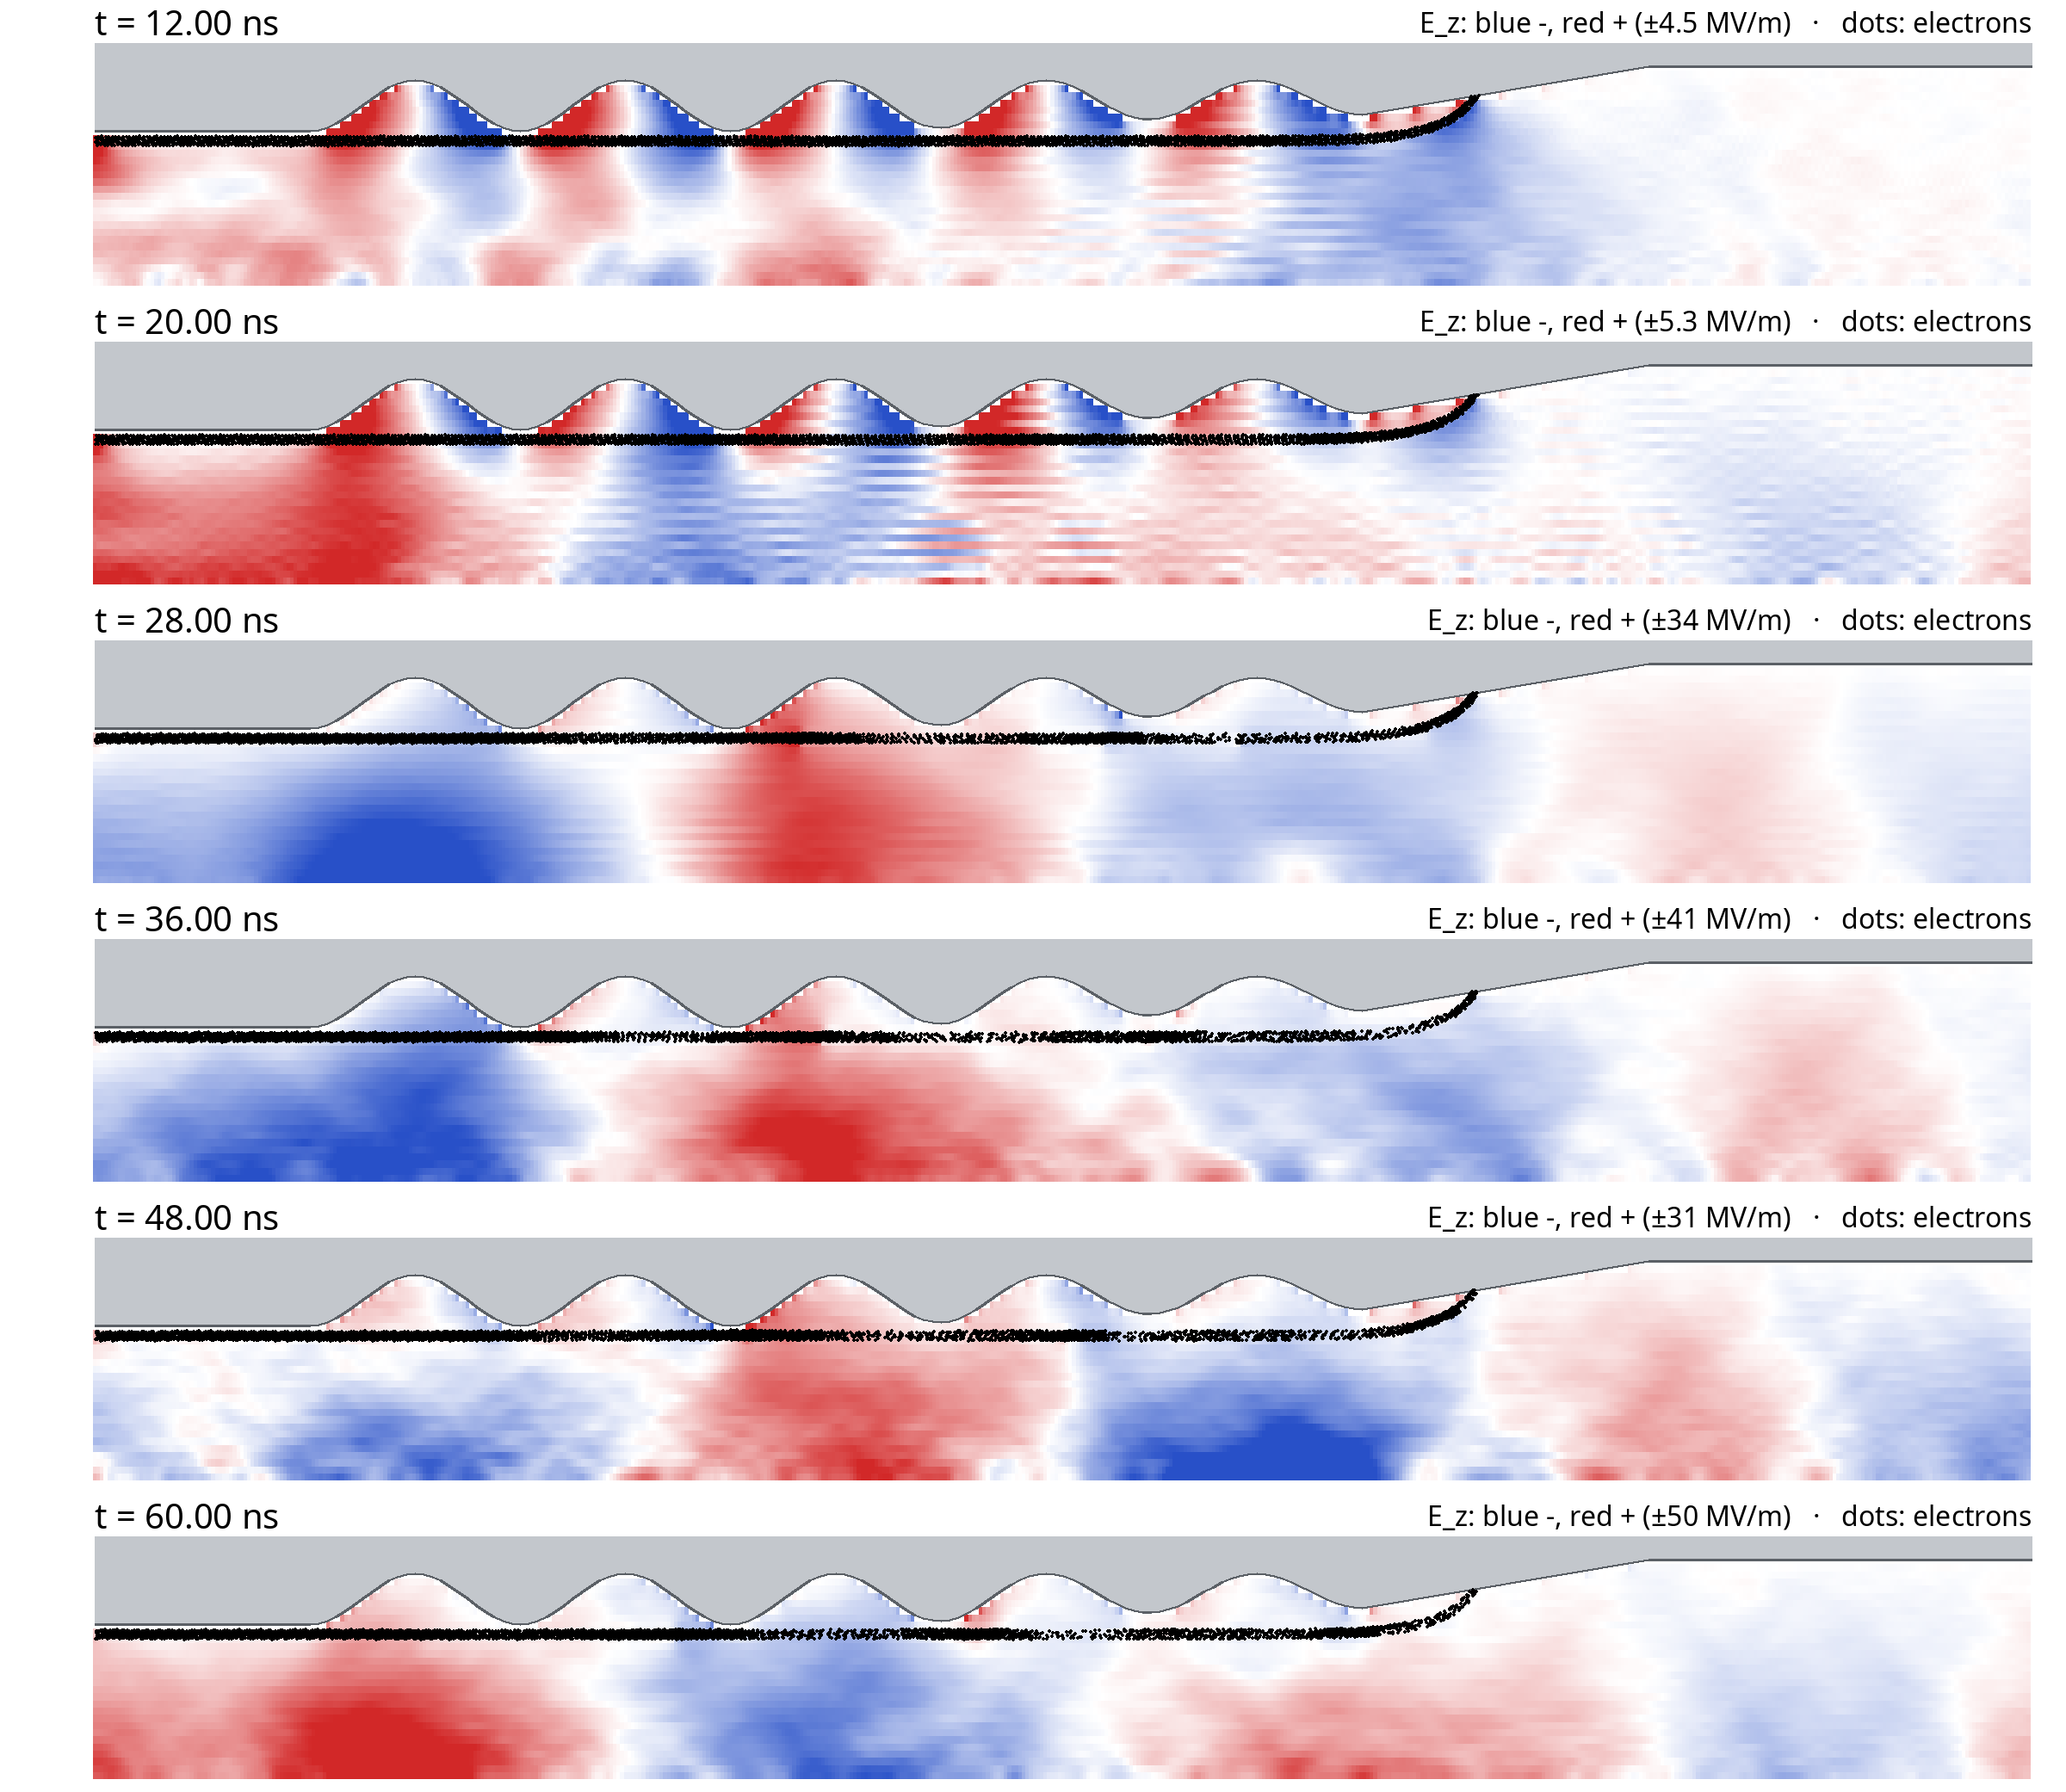 t = 12.00 ns E_z: blue -, red + (±4.5 MV/m) · dots: electrons
t = 20.00 ns E_z: blue -, red + (±5.3 MV/m) · dots: electrons
t = 28.00 ns E_z: blue -, red + (±34 MV/m) · dots: electrons
t = 36.00 ns E_z: blue -, red + (±41 MV/m) · dots: electrons
t = 48.00 ns E_z: blue -, red + (±31 MV/m) · dots: electrons
t = 60.00 ns E_z: blue -, red + (±50 MV/m) · dots: electrons